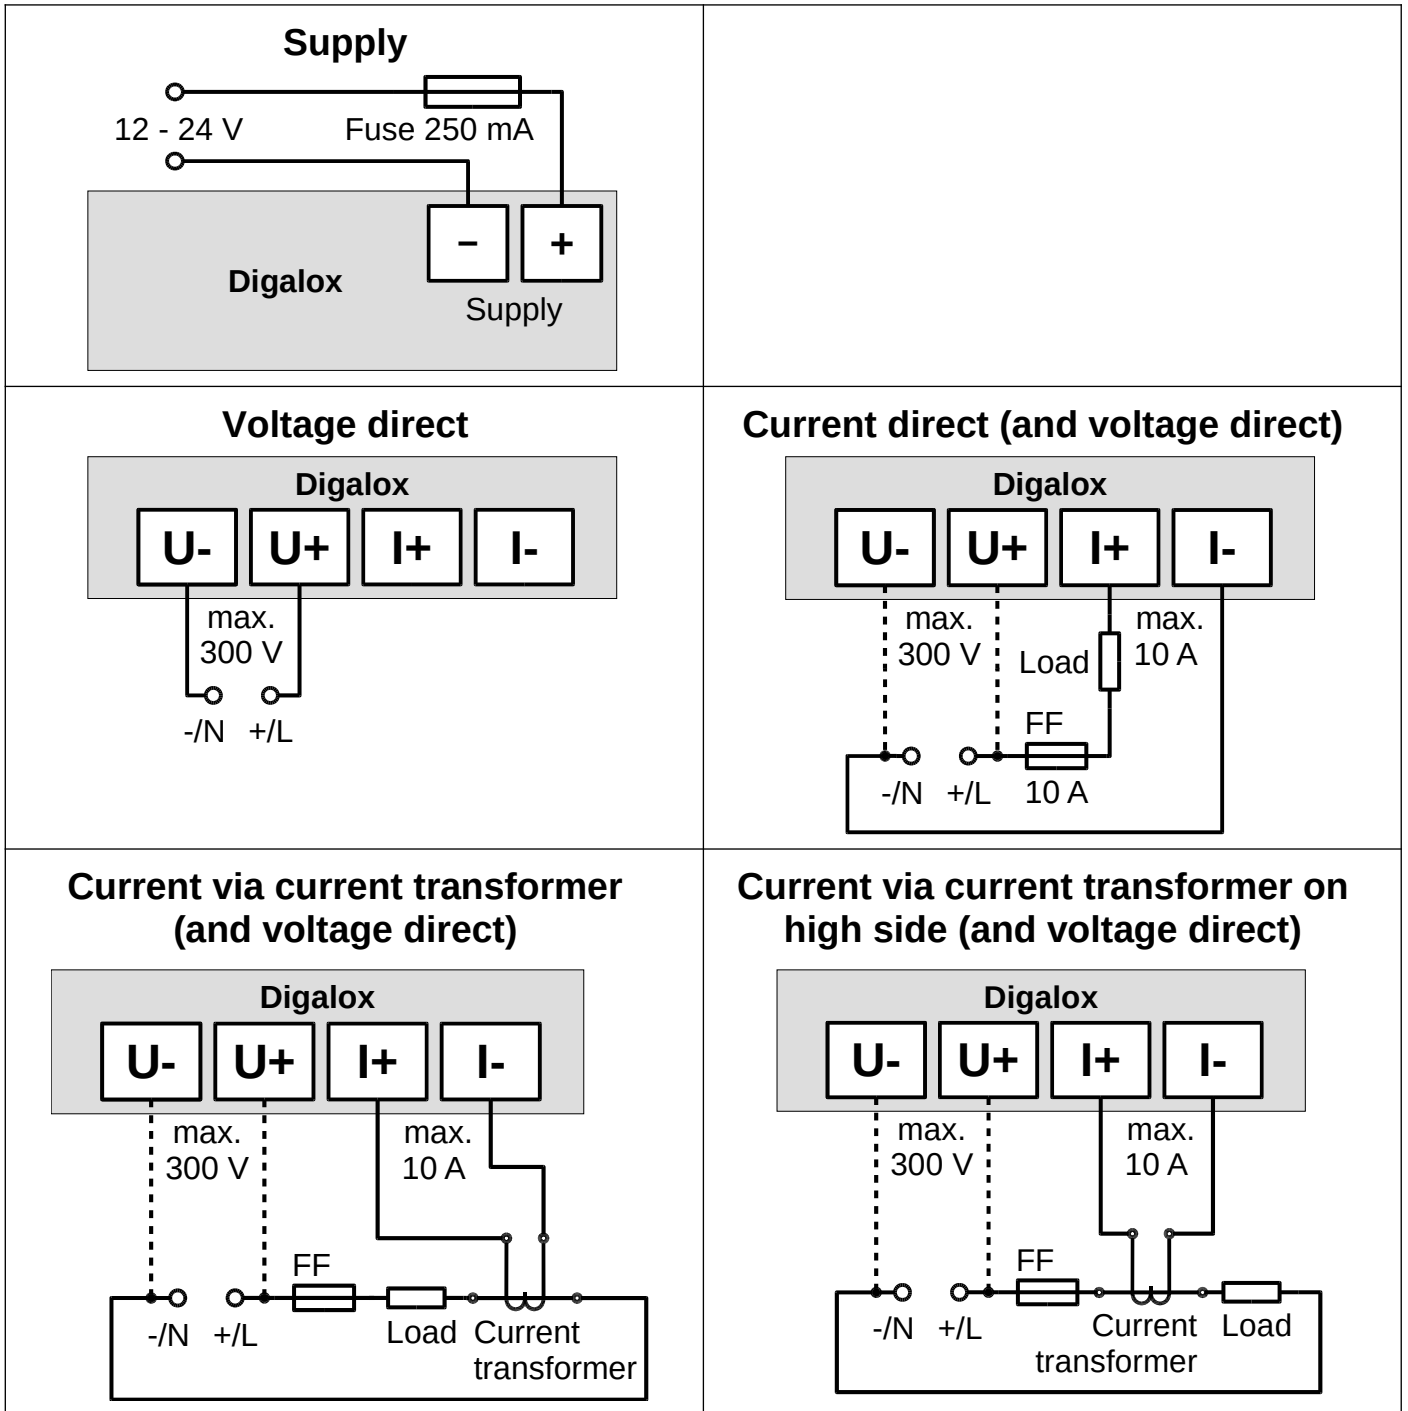 Supply
12 - 24 V
Fuse 250 mA
− +
Digalox
Supply
Voltage direct
Digalox
U- U+ I+ I-
max.
300 V
-/N +/L
Current direct (and voltage direct)
Digalox
U- U+ I+ I-
max.
300 V
Load
max.
10 A
FF
-/N +/L
10 A
Current via current transformer
(and voltage direct)
Digalox
U- U+ I+ I-
max.
300 V
max.
10 A
FF
-/N +/L
Load
Current
transformer
Current via current transformer on
high side (and voltage direct)
Digalox
U- U+ I+ I-
max.
300 V
max.
10 A
FF
-/N +/L
Current
transformer
Load